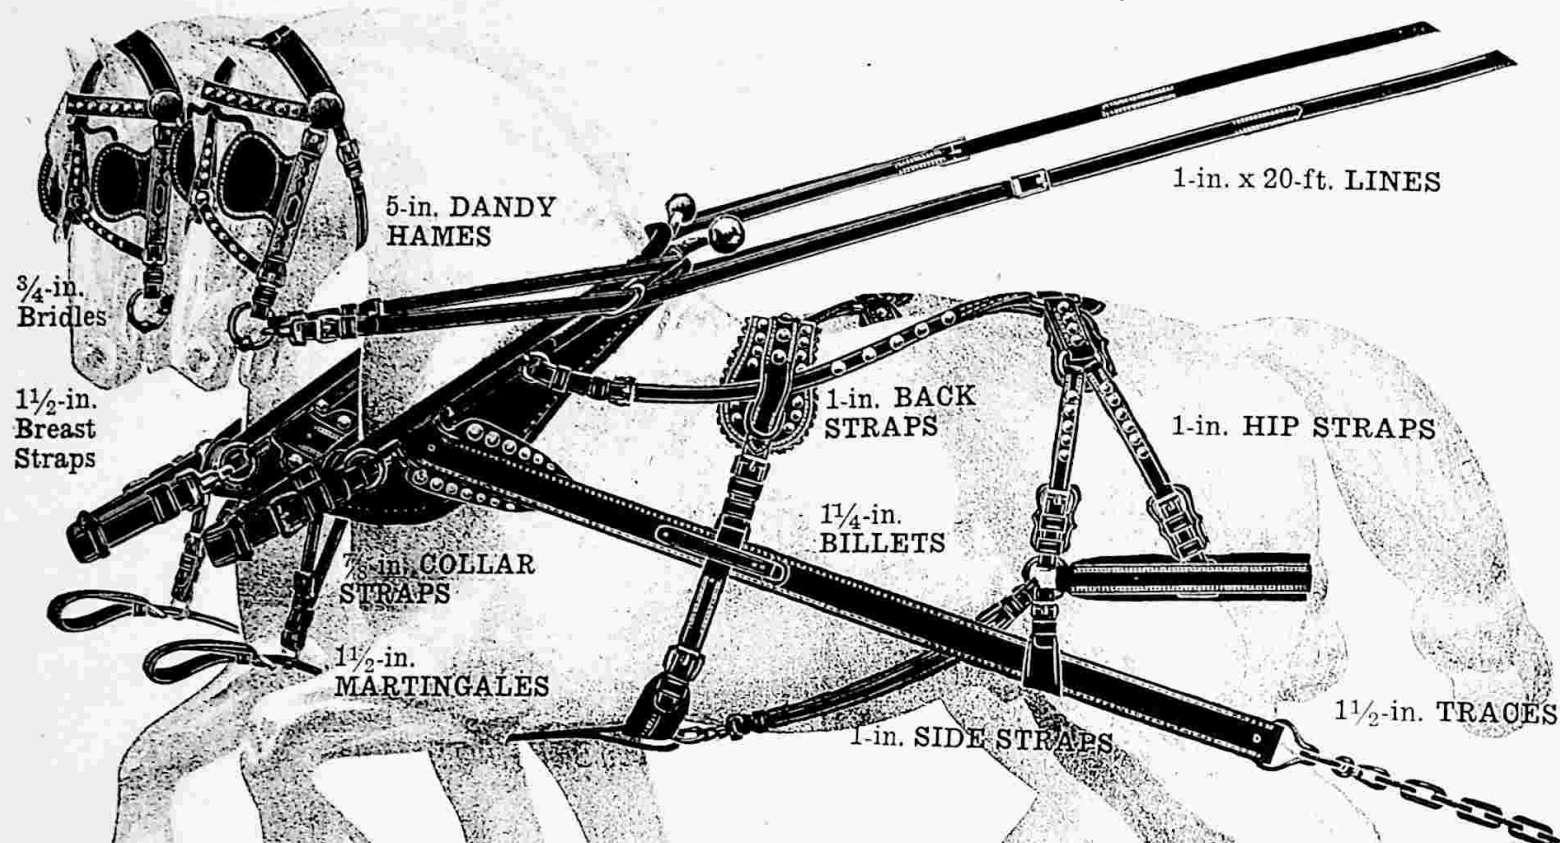 5-in. DANDY
HAMES
1-in. x 20-ft. LINES
¾-in.
Bridles
1½-in.
Breast
Straps
1-in. BACK
STRAPS
1-in. HIP STRAPS
1¼-in.
BILLETS
⅞-in. COLLAR
STRAPS
1½-in.
MARTINGALES
1-in. SIDE STRAPS
1½-in. TRACES